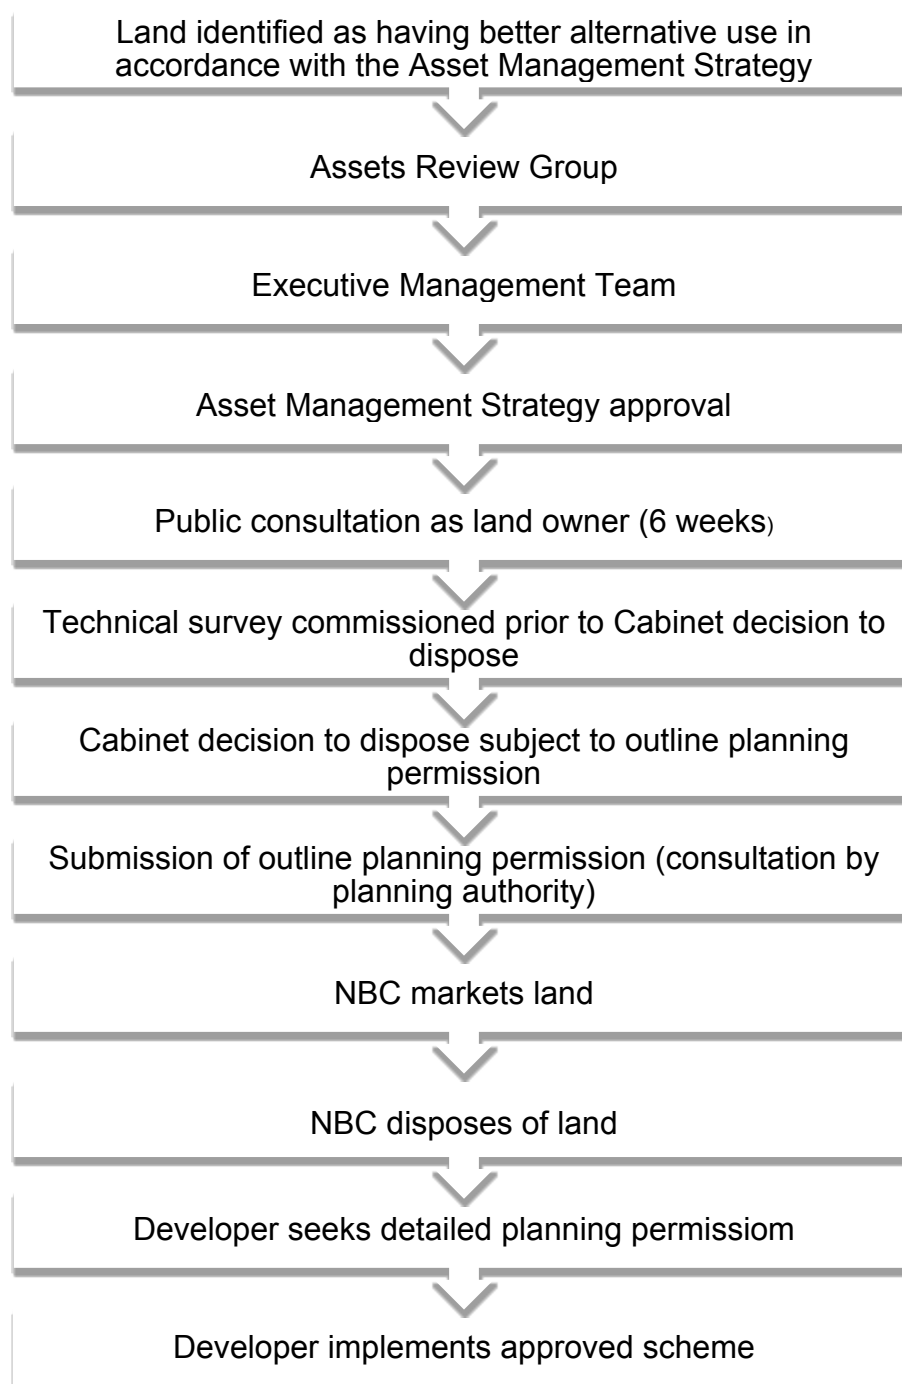 Land identified as having better alternative use in
accordance with the Asset Management Strategy
Assets Review Group
Executive Management Team
Asset Management Strategy approval
Public consultation as land owner (6 weeks)
Technical survey commissioned prior to Cabinet decision to
dispose
Cabinet decision to dispose subject to outline planning
permission
Submission of outline planning permission (consultation by
planning authority)
NBC markets land
NBC disposes of land
Developer seeks detailed planning permissiom
Developer implements approved scheme